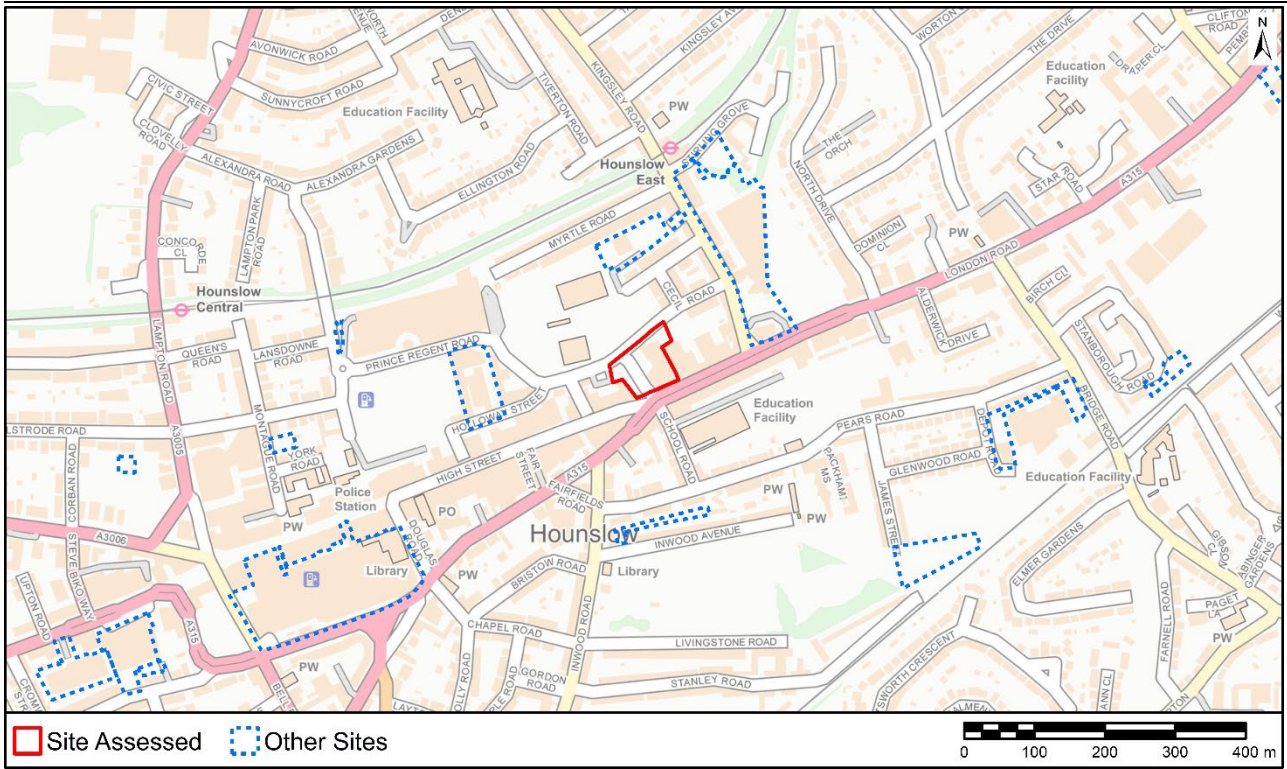 N
AVONWICK ROAD
SUNNYCROFT ROAD
CIVIC STREET
CLOVELLY
ROAD
ALEXANDRA ROAD
ALEXANDRA GARDENS
ELLINGTON ROAD
TIVERTON ROAD
Education Facility
KINGSLEY ROAD
KINGSLEY AV
PW
THE DRIVE
DRAPER CL
Education
Facility
Hounslow
East
NORTH DRIVE
THE
ORCH
STAR ROAD
A315
LAMPTON PARK
ROAD
MYRTLE ROAD
DOMINION
CL
PW
LONDON ROAD
Hounslow
Central
CECIL ROAD
ALDERWICK
DRIVE
BIRCH CL
STANBOROUGH
ROAD
LAMPTON ROAD
QUEEN'S
ROAD
LANSDOWNE
ROAD
PRINCE REGENT ROAD
HOLLOWAY STREET
Education
Facility
BRIDGE ROAD
A3005
MONTAGUE ROAD
YORK
ROAD
HIGH STREET
SCHOOL ROAD
PEARS ROAD
DEPOT ROAD
GLENWOOD ROAD
Education Facility
CORBAN ROAD
Police
Station
FAIR
STREET
A315
FAIRFIELDS
ROAD
PACKHAM
MS
JAMES STREET
PW
PW
PO
PW
A3006
Hounslow
INWOOD AVENUE
STEVE BIKO WAY
DOUGLAS
ROAD
Library
PW
BRISTOW ROAD
Library
ELMER GARDENS
UPTON ROAD
A315
CHAPEL ROAD
INWOOD ROAD
LIVINGSTONE ROAD
FARNELL ROAD
PW
PW
GORDON
ROAD
STANLEY ROAD
Site Assessed
Other Sites
0 100 200 300 400 m